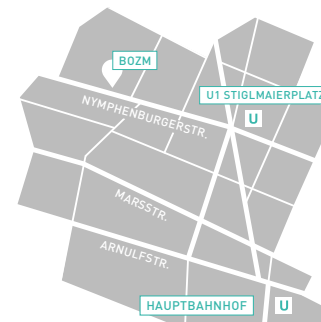 BOZM
NYMPHENBURGERSTR.
U1 STIGLMAIERPLATZ
U
MARSSTR.
ARNULFSTR.
HAUPTBAHNHOF
U